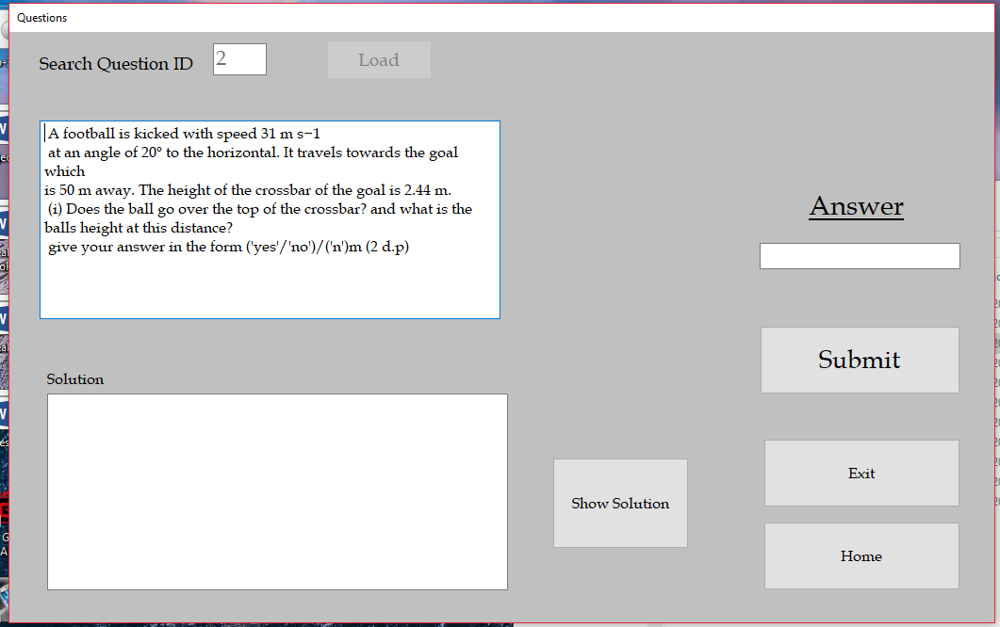 Questions
Search Question ID
2
Load
A football is kicked with speed 31 m s−1
at an angle of 20° to the horizontal. It travels towards the goal
which
is 50 m away. The height of the crossbar of the goal is 2.44 m.
(i) Does the ball go over the top of the crossbar? and what is the
balls height at this distance?
give your answer in the form ('yes'/'no')/('n')m (2 d.p)
Answer
Submit
Solution
Show Solution
Exit
Home